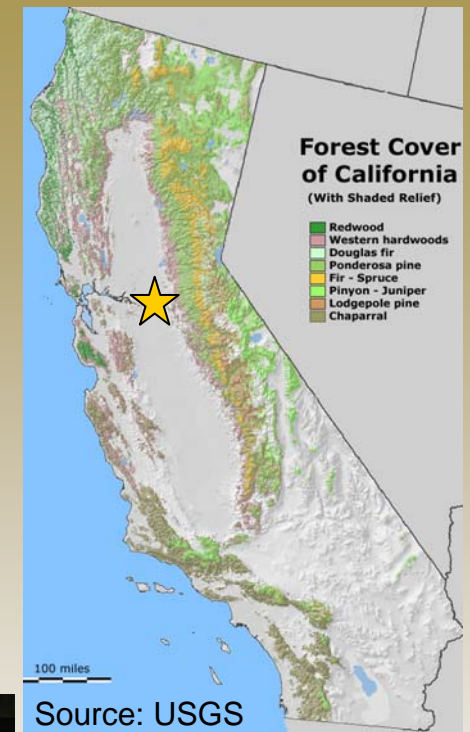 Forest Cover
of California
(With Shaded Relief)
Redwood
Western hardwoods
Douglas fir
Ponderosa pine
Fir - Spruce
Pinyon - Juniper
Lodgepole pine
Chaparral
100 miles
Source: USGS